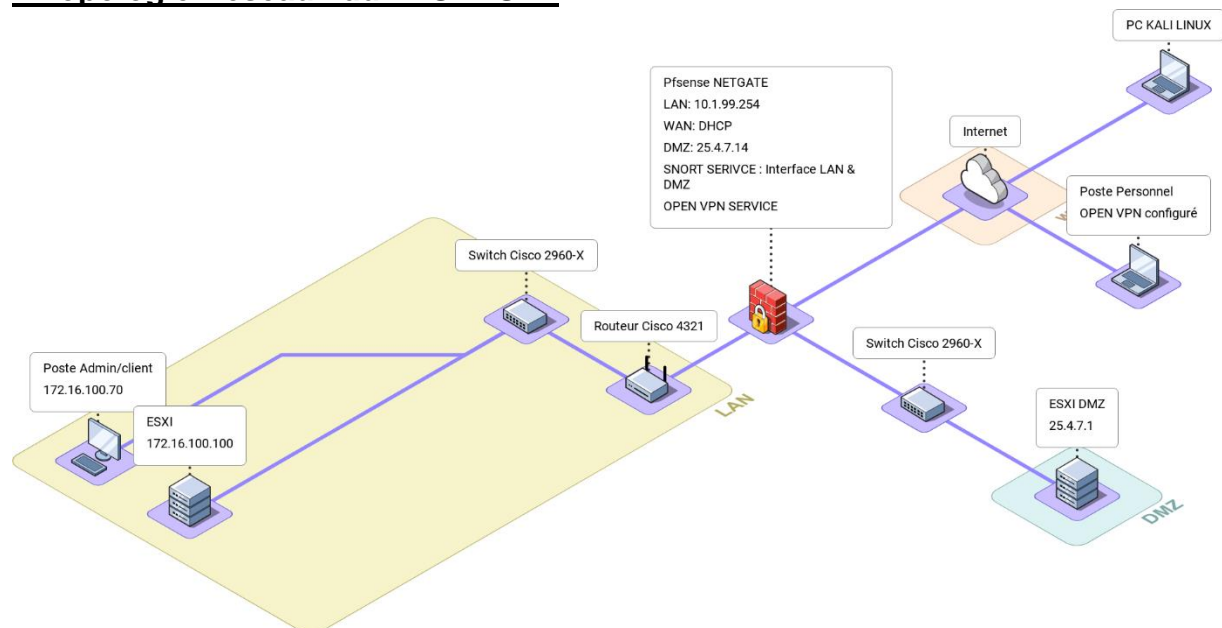 PC KALI LINUX
Pfsense NETGATE
LAN: 10.1.99.254
WAN: DHCP
DMZ: 25.4.7.14
SNORT SERIVCE : Interface LAN &
DMZ
OPEN VPN SERVICE
Internet
Poste Personnel
OPEN VPN configuré
Switch Cisco 2960-X
Routeur Cisco 4321
Switch Cisco 2960-X
Poste Admin/client
172.16.100.70
ESXI
172.16.100.100
ESXI DMZ
25.4.7.1
LAN
DMZ